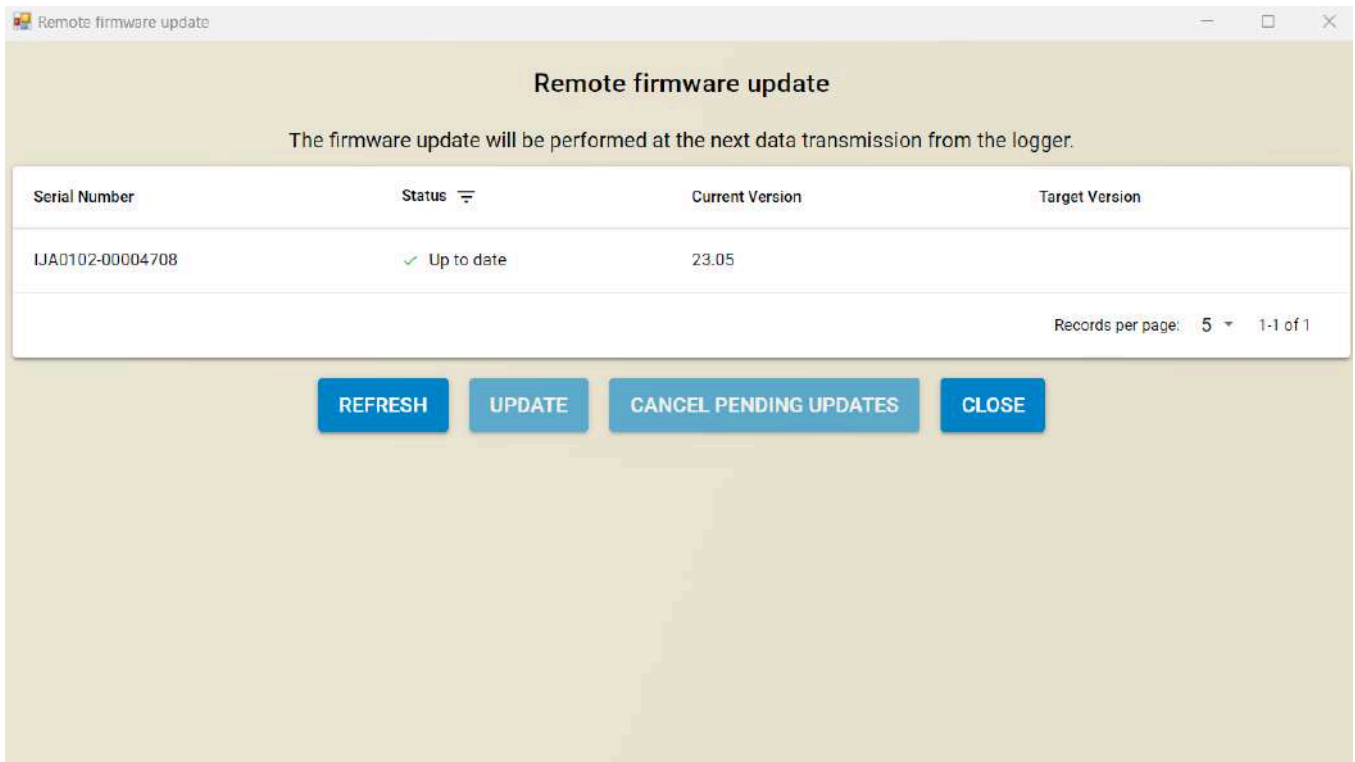 Remote firmware update
Remote firmware update
The firmware update will be performed at the next data transmission from the logger.
Serial Number Status Current Version Target Version
IJA0102-00004708 Up to date 23.05
Records per page: 5 1-1 of 1
REFRESH UPDATE CANCEL PENDING UPDATES CLOSE